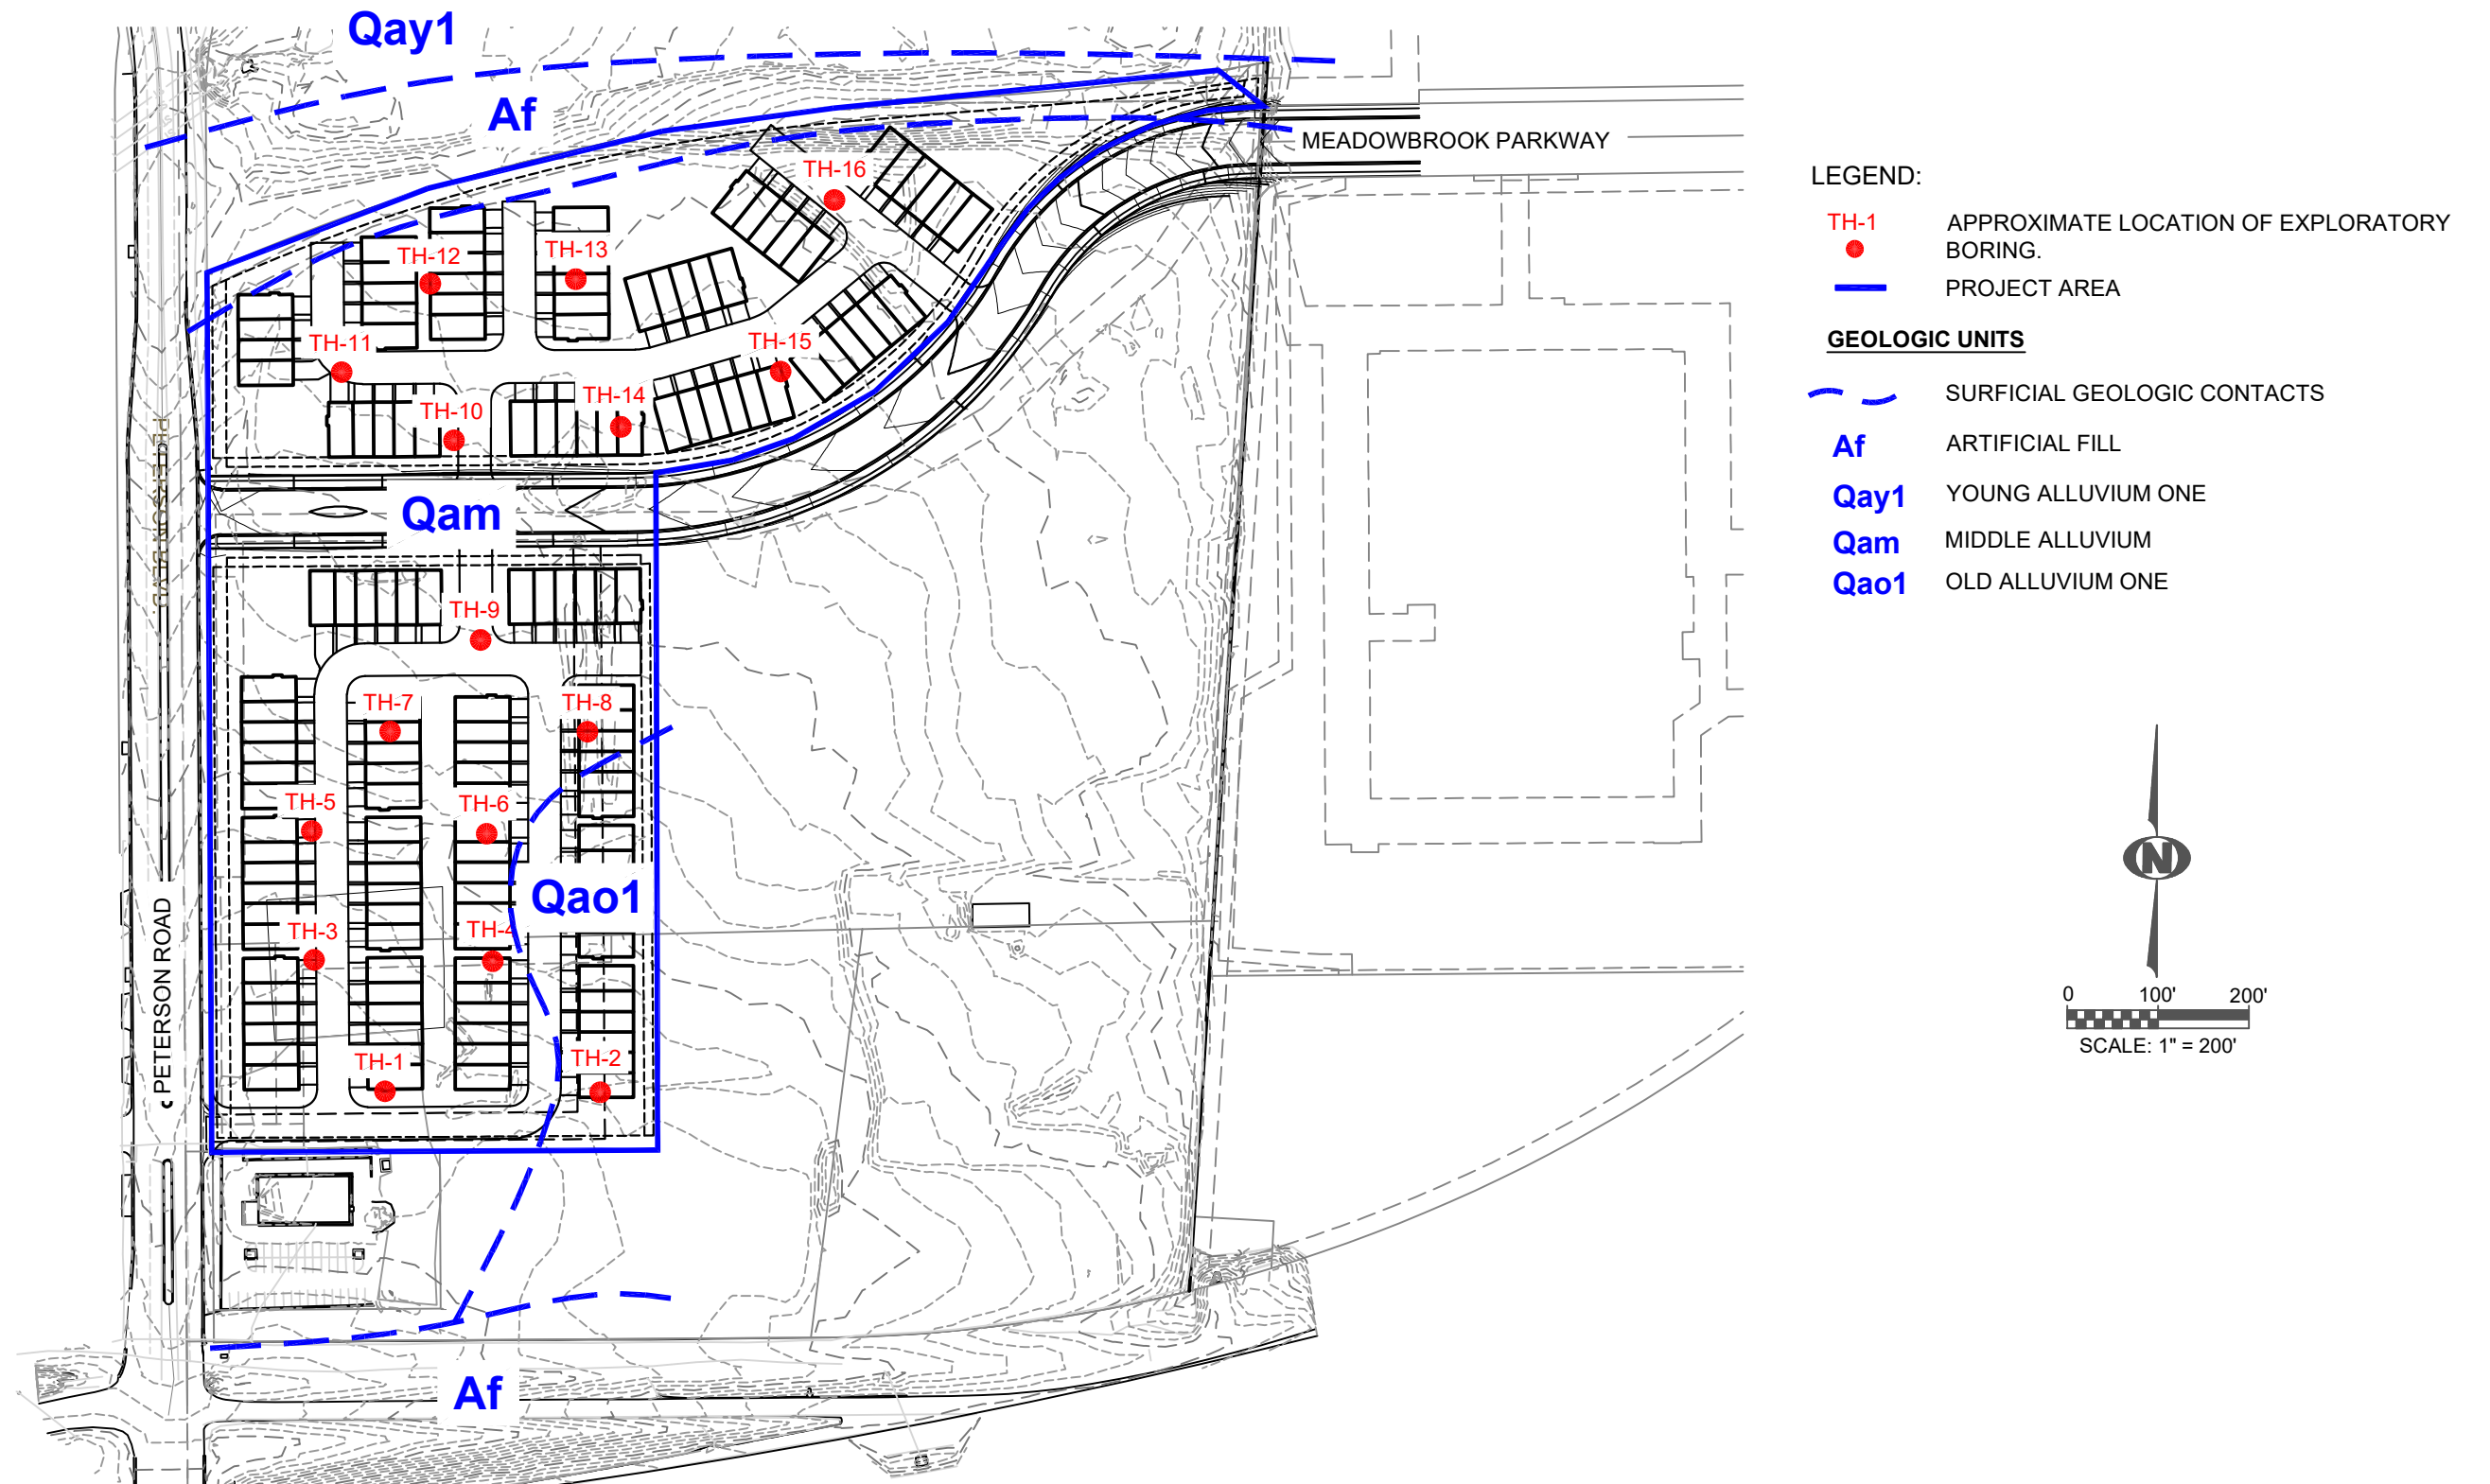 Qay1
Af
MEADOWBROOK PARKWAY
TH-16
TH-12
TH-13
TH-11
TH-15
TH-10
TH-14
Qam
TH-9
TH-7
TH-8
TH-5
TH-6
Qao1
TH-3
TH-4
TH-1
TH-2
PETERSON ROAD
Af
LEGEND:
TH-1
APPROXIMATE LOCATION OF EXPLORATORY
BORING.
PROJECT AREA
GEOLOGIC UNITS
SURFICIAL GEOLOGIC CONTACTS
Af ARTIFICIAL FILL
Qay1 YOUNG ALLUVIUM ONE
Qam MIDDLE ALLUVIUM
Qao1 OLD ALLUVIUM ONE
N
0 100' 200'
SCALE: 1" = 200'